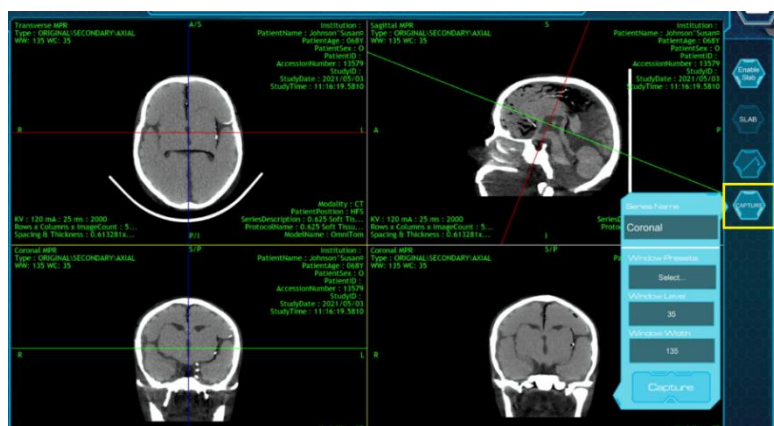 Transverse MPR
Type : ORIGINAL\SECONDARY\AXIAL
WW: 135 WC: 35
A/S
Institution :
PatientName : Johnson^Susan
PatientAge : 068Y
PatientSex : O
PatientID :
AccessionNumber : 13579
StudyID :
StudyDate : 2021/05/03
StudyTime : 11:16:19.5810
R
L
KV : 120 mA : 25 ms : 2000
Rows x Columns x ImageCount : 5...
Spacing & Thickness : 0.613281x...
P/I
Modality : CT
PatientPosition : HFS
SeriesDescription : 0.625 Soft Tis...
ProtocolName : 0.625 Soft Tissu...
ModelName : OmniTom
Sagittal MPR
Type : ORIGINAL\SECONDARY\AXIAL
WW: 135 WC: 35
S
Institution :
PatientName : Johnson^Susan
PatientAge : 068Y
PatientSex : O
PatientID :
AccessionNumber : 13579
StudyID :
StudyDate : 2021/05/03
StudyTime : 11:16:19.5810
A
P
KV : 120 mA : 25 ms : 2000
Rows x Columns x ImageCount : 5...
Spacing & Thickness : 0.613281x...
I
Coronal MPR
Type : ORIGINAL\SECONDARY\AXIAL
WW: 135 WC: 35
S/P
Institution :
PatientName : Johnson^Susan
PatientAge : 068Y
PatientSex : O
PatientID :
AccessionNumber : 13579
StudyID :
StudyDate : 2021/05/03
StudyTime : 11:16:19.5810
R
L
Coronal MPR
Type : ORIGINAL\SECONDARY\AXIAL
WW: 135 WC: 35
S/P
R
Series Name
Coronal
Window Presets
Select...
Window Level
35
Window Width
135
Capture
Enable
Slab
SLAB
CAPTURE